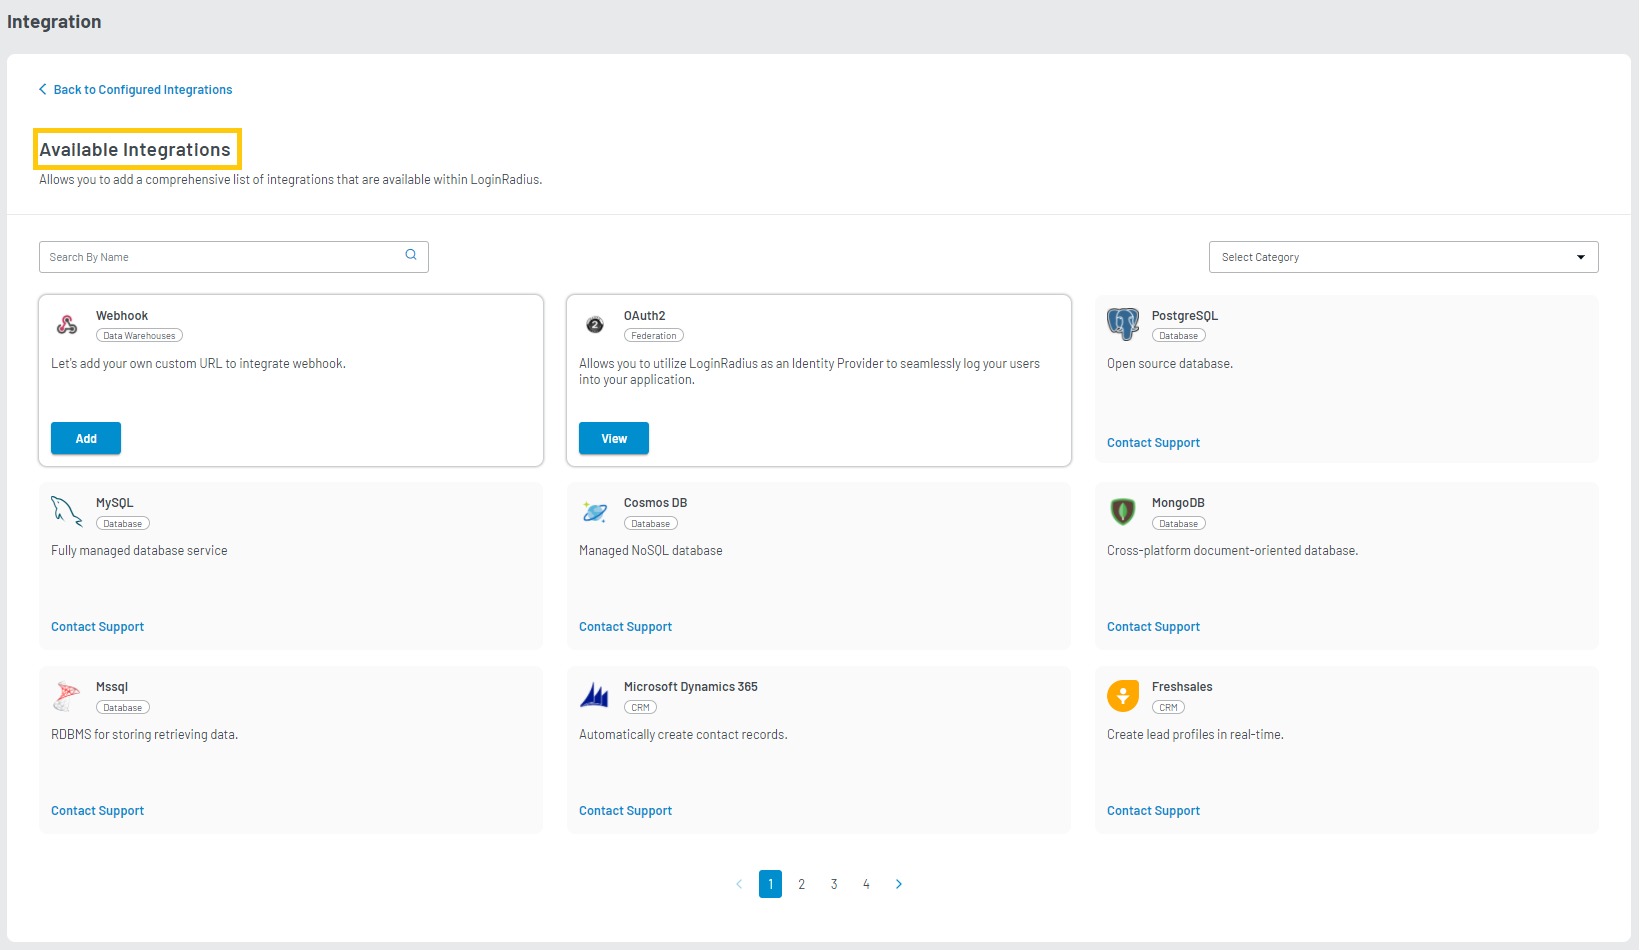 Integration
Back to Configured Integrations
Available Integrations
Allows you to add a comprehensive list of integrations that are available within LoginRadius.
Search By Name
Select Category
Webhook
Data Warehouses
Let's add your own custom URL to integrate webhook.
Add
2
OAuth2
Federation
Allows you to utilize LoginRadius as an Identity Provider to seamlessly log your users
into your application.
View
PostgreSQL
Database
Open source database.
Contact Support
MySQL
Database
Fully managed database service
Contact Support
Cosmos DB
Database
Managed NoSQL database
Contact Support
MongoDB
Database
Cross-platform document-oriented database.
Contact Support
Mssql
Database
RDBMS for storing retrieving data.
Contact Support
Microsoft Dynamics 365
CRM
Automatically create contact records.
Contact Support
Freshsales
CRM
Create lead profiles in real-time.
Contact Support
1 2 3 4